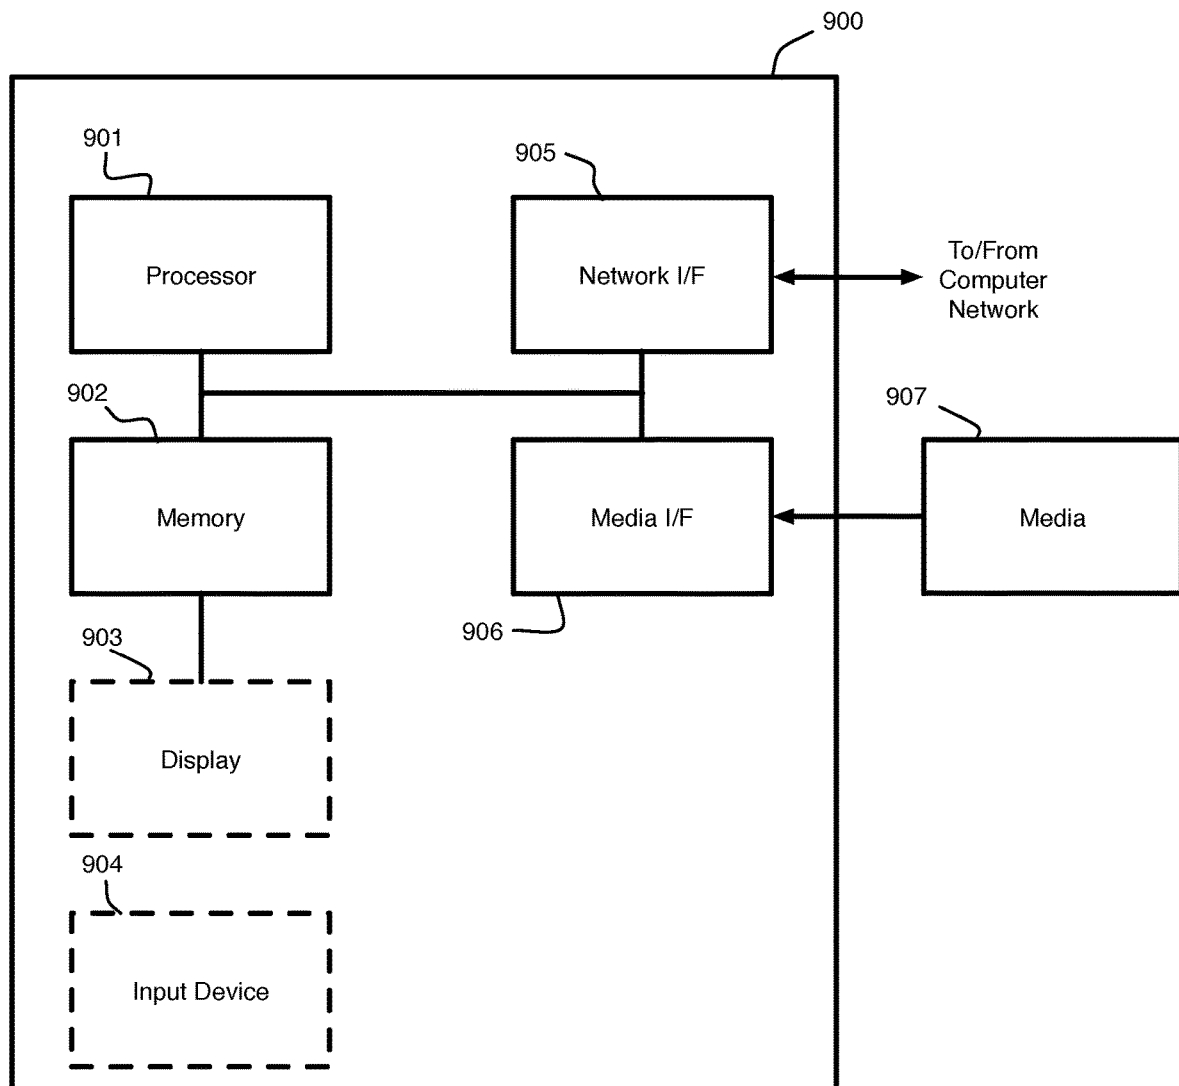 900
901
905
Processor
Network I/F
To/From
Computer
Network
902
907
Memory
Media I/F
Media
903
906
Display
904
Input Device